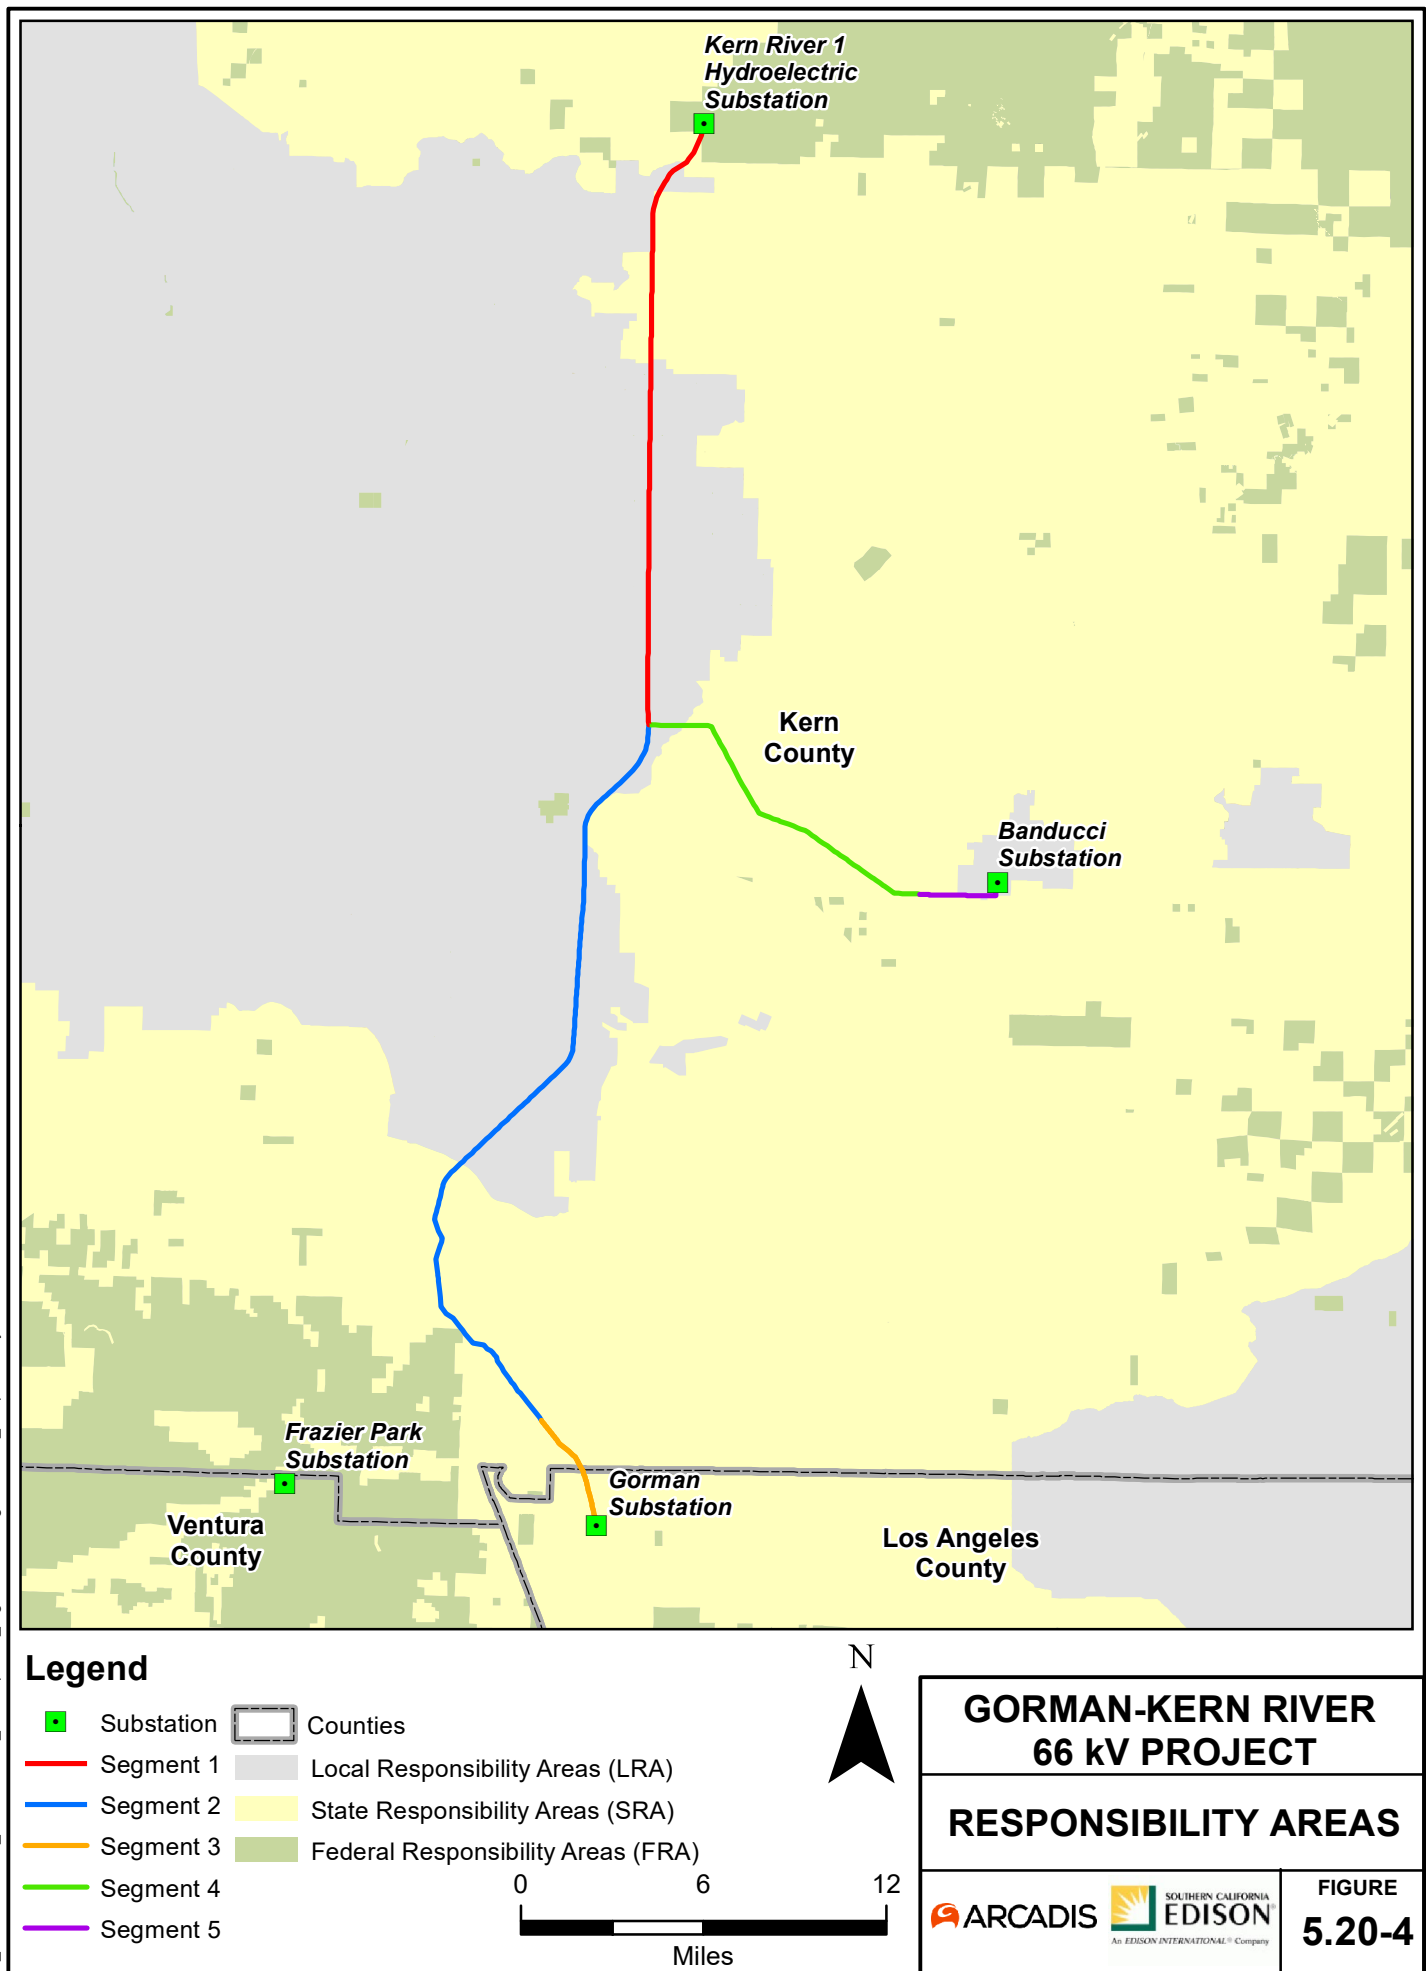 Kern River 1
Hydroelectric
Substation
Kern
County
Banducci
Substation
Frazier Park
Substation
Gorman
Substation
Ventura
County
Los Angeles
County
Legend
Substation
Segment 1
Segment 2
Segment 3
Segment 4
Segment 5
Counties
Local Responsibility Areas (LRA)
State Responsibility Areas (SRA)
Federal Responsibility Areas (FRA)
0 6 12
Miles
N
GORMAN-KERN RIVER
66 kV PROJECT
RESPONSIBILITY AREAS
ARCADIS
SOUTHERN CALIFORNIA
EDISON®
An EDISON INTERNATIONAL® Company
FIGURE
5.20-4